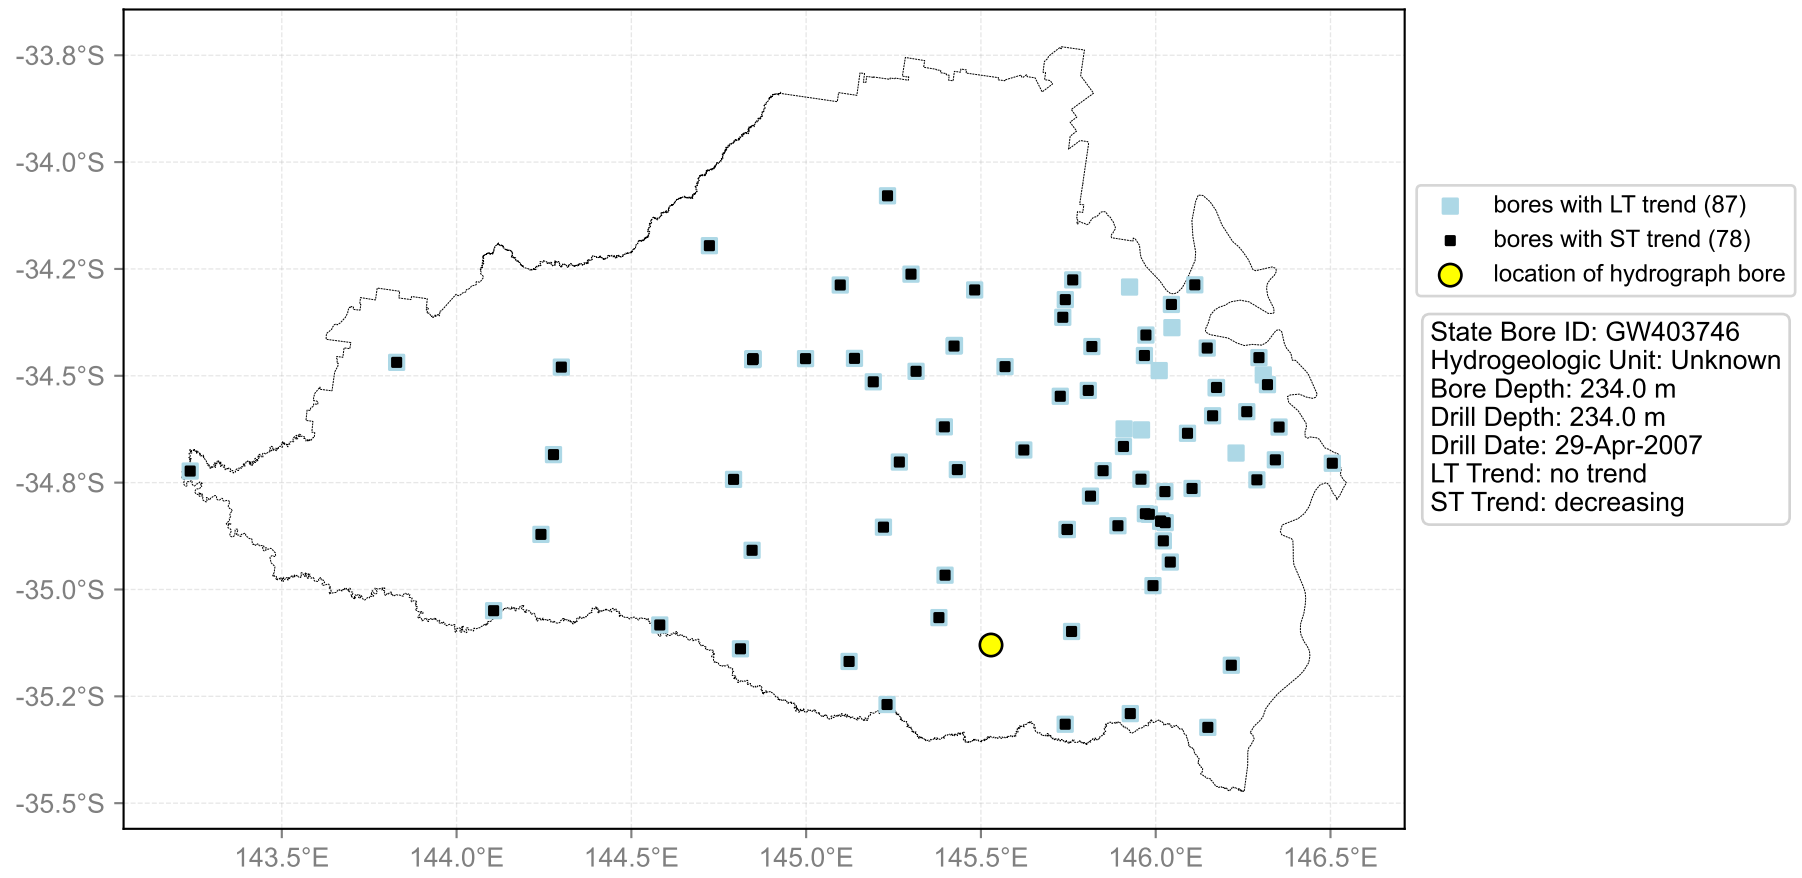 -33.8°S
-34.0°S
-34.2°S
-34.5°S
-34.8°S
-35.0°S
-35.2°S
-35.5°S
143.5°E 144.0°E 144.5°E 145.0°E 145.5°E 146.0°E 146.5°E
bores with LT trend (87)
bores with ST trend (78)
location of hydrograph bore
State Bore ID: GW403746
Hydrogeologic Unit: Unknown
Bore Depth: 234.0 m
Drill Depth: 234.0 m
Drill Date: 29-Apr-2007
LT Trend: no trend
ST Trend: decreasing